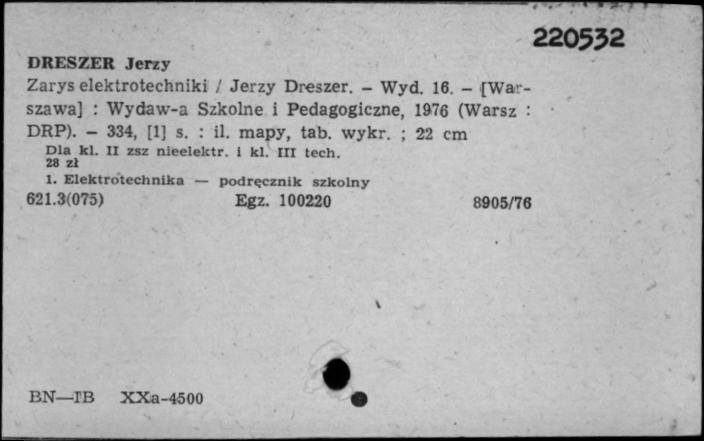 220532
DRESZER Jerzy
Zarys elektrotechniki / Jerzy Dreszer. – Wyd. 16. – [War-
szawa] : Wydaw-a Szkolne i Pedagogiczne, 1976 (Warsz :
DRP). – 334, [1] s. : il. mapy, tab. wykr. ; 22 cm
Dla kl. II zsz nieelektr. i kl. III tech.
28 zł
1. Elektrotechnika — podręcznik szkolny
621.3(075) Egz. 100220 8905/76
BN—IB XXa-4500